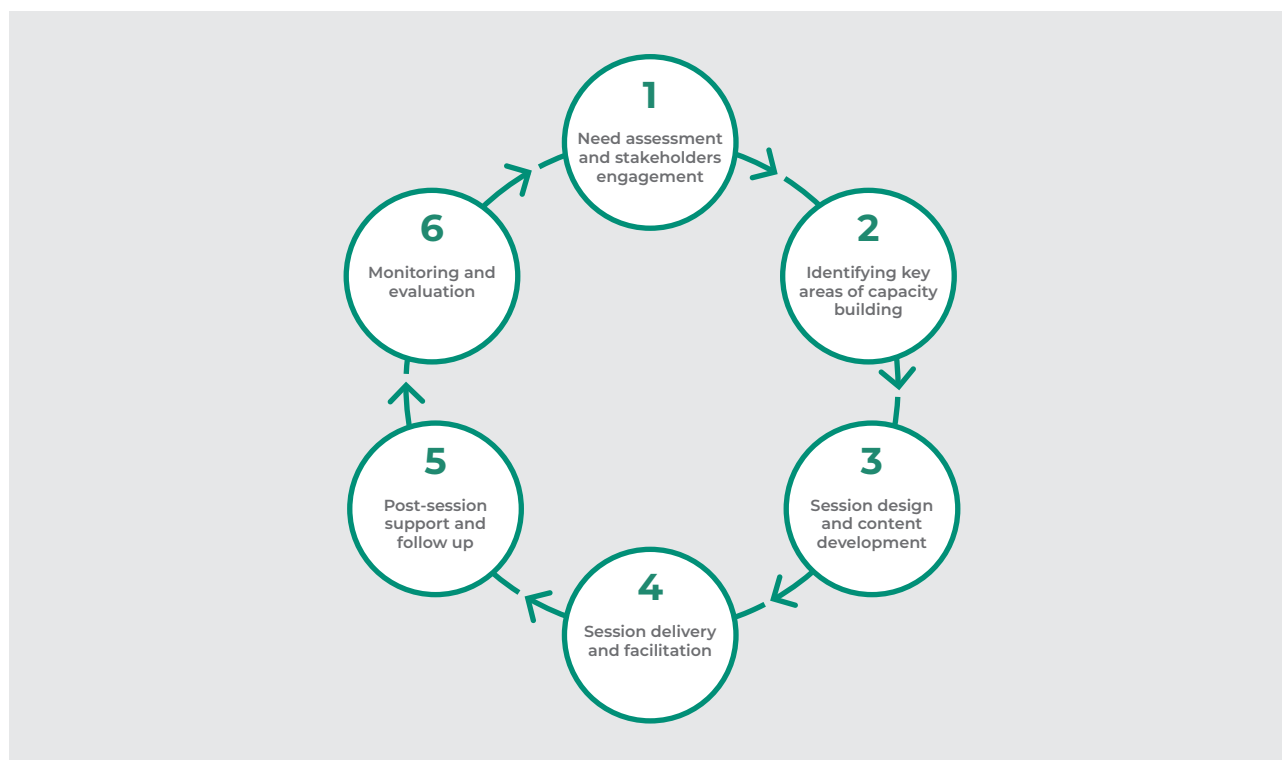 1
Need assessment
and stakeholders
engagement
2
Identifying key
areas of capacity
building
3
Session design
and content
development
4
Session delivery
and facilitation
5
Post-session
support and
follow up
6
Monitoring and
evaluation